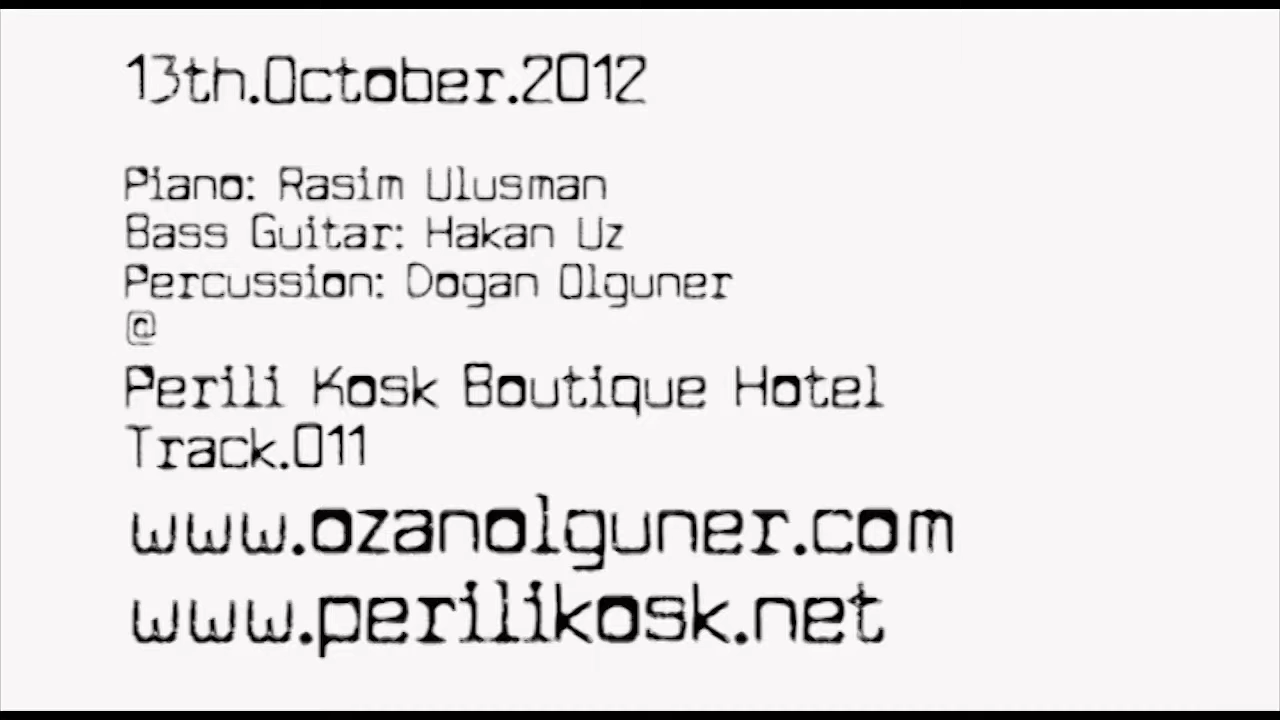 13th.October.2012
Piano: Rasim Ulusman
Bass Guitar: Hakan Uz
Percussion: Dogan Olguner
@
Perili Kosk Boutique Hotel
Track.011
www.ozanolguner.com
www.perilikosk.net